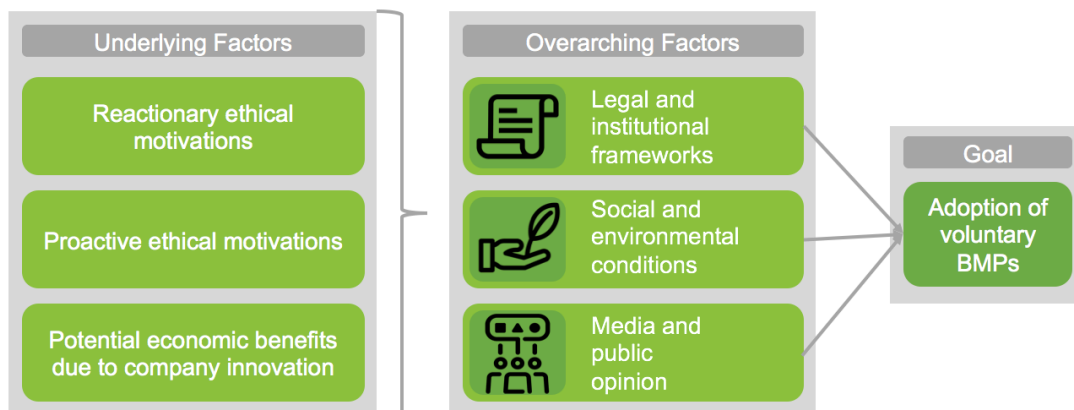 Underlying Factors
Reactionary ethical
motivations
Proactive ethical motivations
Potential economic benefits
due to company innovation
Overarching Factors
Legal and
institutional
frameworks
Social and
environmental
conditions
Media and
public
opinion
Goal
Adoption of
voluntary
BMPs